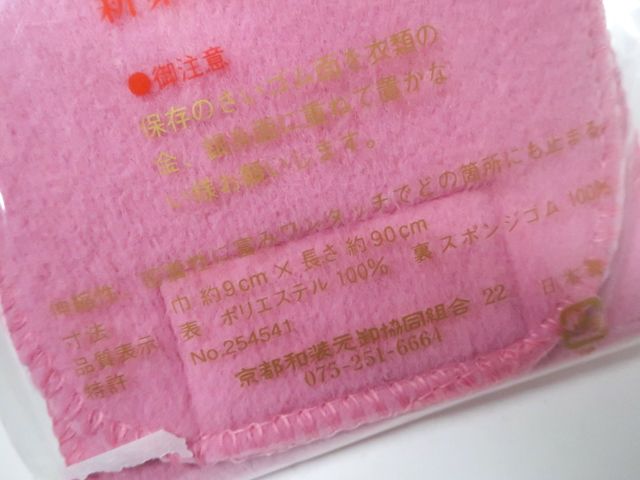 ●御注意
保存のさいゴム面を衣類の
金、銀糸面に重ねて置かな
い様お願いします。
伸縮性、密着性に富みワンタッチでどの箇所にも止まる。
寸法 巾 約9cm×長さ 約90cm
品質表示 表 ポリエステル 100% 裏 スポンジゴム 100%
特許 No.254541 日本製
京都和装元卸協同組合 22
075-251-6664